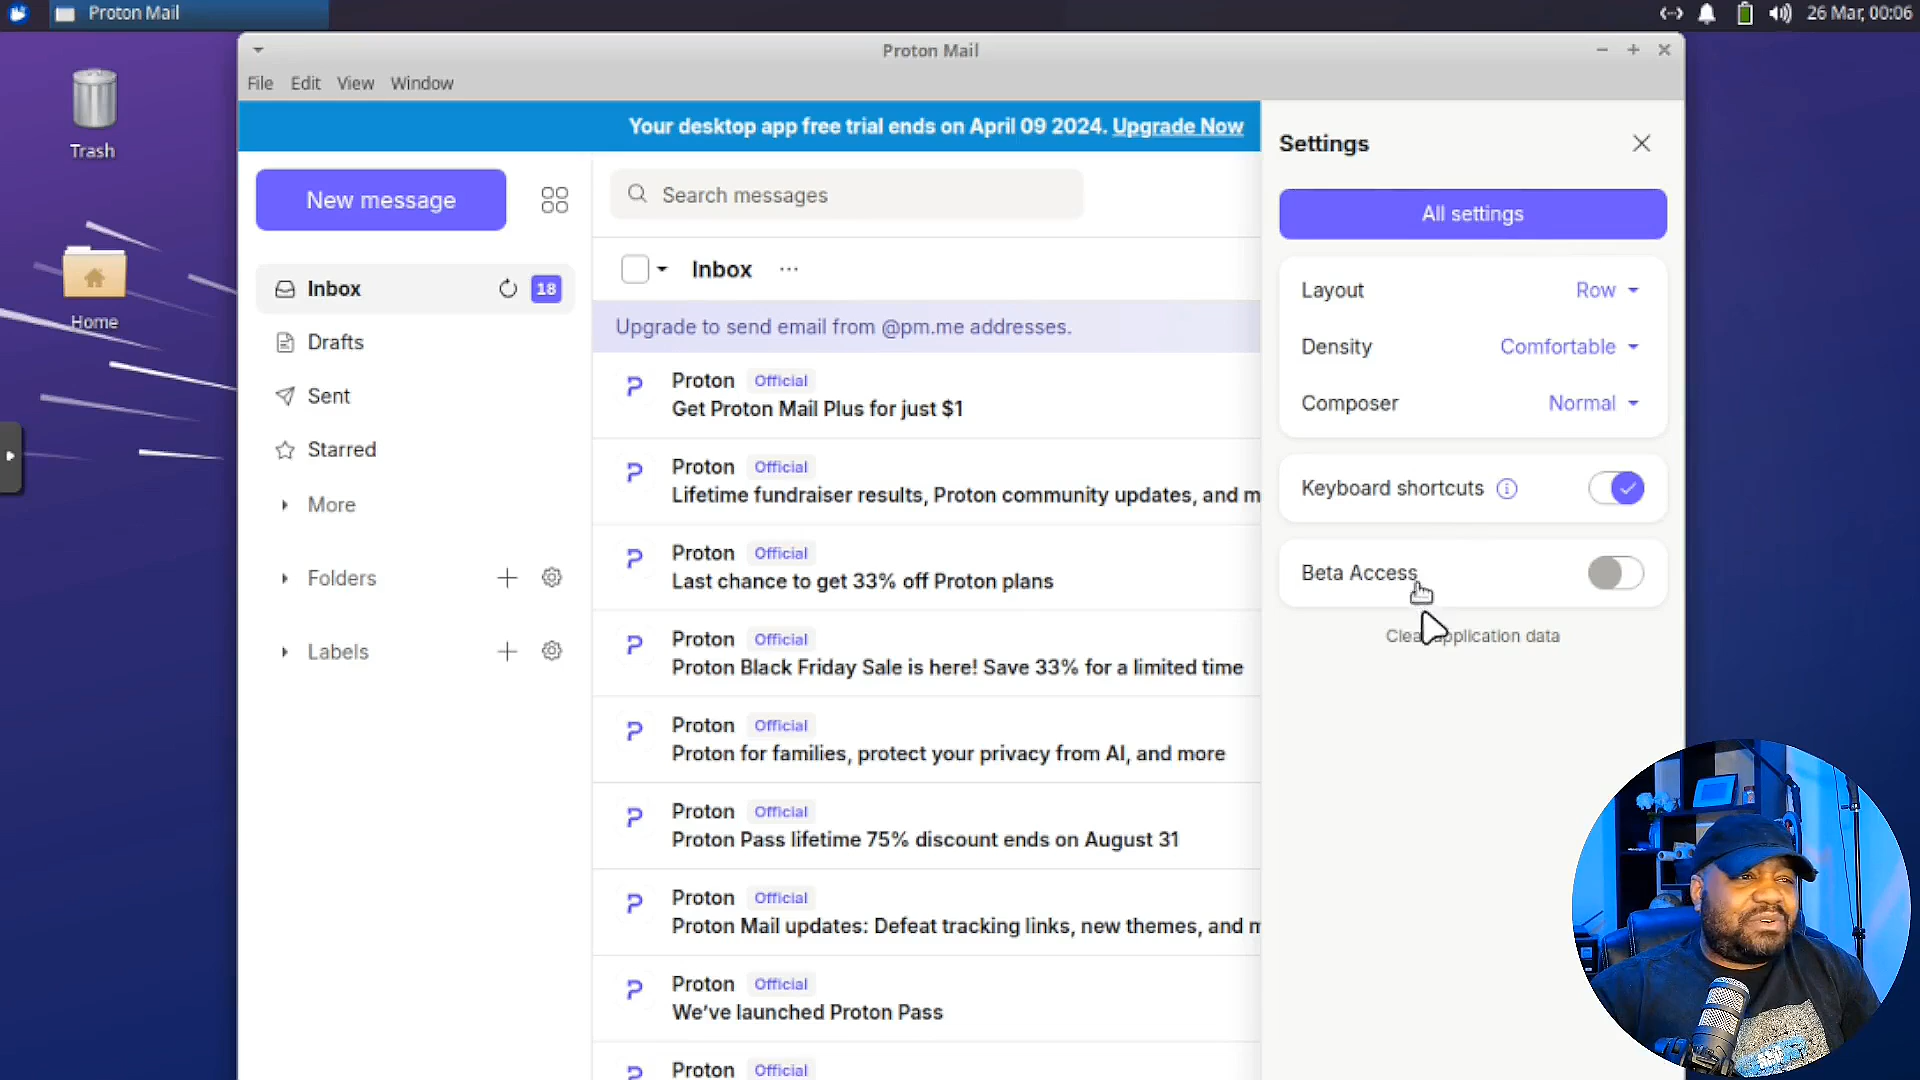 Proton Mail
26 Mar, 00:06
Trash
Home
Proton Mail
File Edit View Window
Your desktop app free trial ends on April 09 2024. Upgrade Now
New message
Search messages
Inbox 18
Drafts
Sent
Starred
More
Folders
Labels
Inbox
Upgrade to send email from @pm.me addresses.
Proton Official
Get Proton Mail Plus for just $1
Proton Official
Lifetime fundraiser results, Proton community updates, and m
Proton Official
Last chance to get 33% off Proton plans
Proton Official
Proton Black Friday Sale is here! Save 33% for a limited time
Proton Official
Proton for families, protect your privacy from AI, and more
Proton Official
Proton Pass lifetime 75% discount ends on August 31
Proton Official
Proton Mail updates: Defeat tracking links, new themes, and m
Proton Official
We've launched Proton Pass
Proton Official
Settings
All settings
Layout Row
Density Comfortable
Composer Normal
Keyboard shortcuts
Beta Access
Clear application data